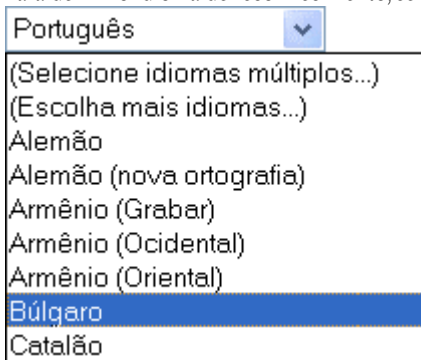 Português
(Selecione idiomas múltiplos...)
(Escolha mais idiomas...)
Alemão
Alemão (nova ortografia)
Armênio (Grabar)
Armênio (Ocidental)
Armênio (Oriental)
Búlgaro
Catalão